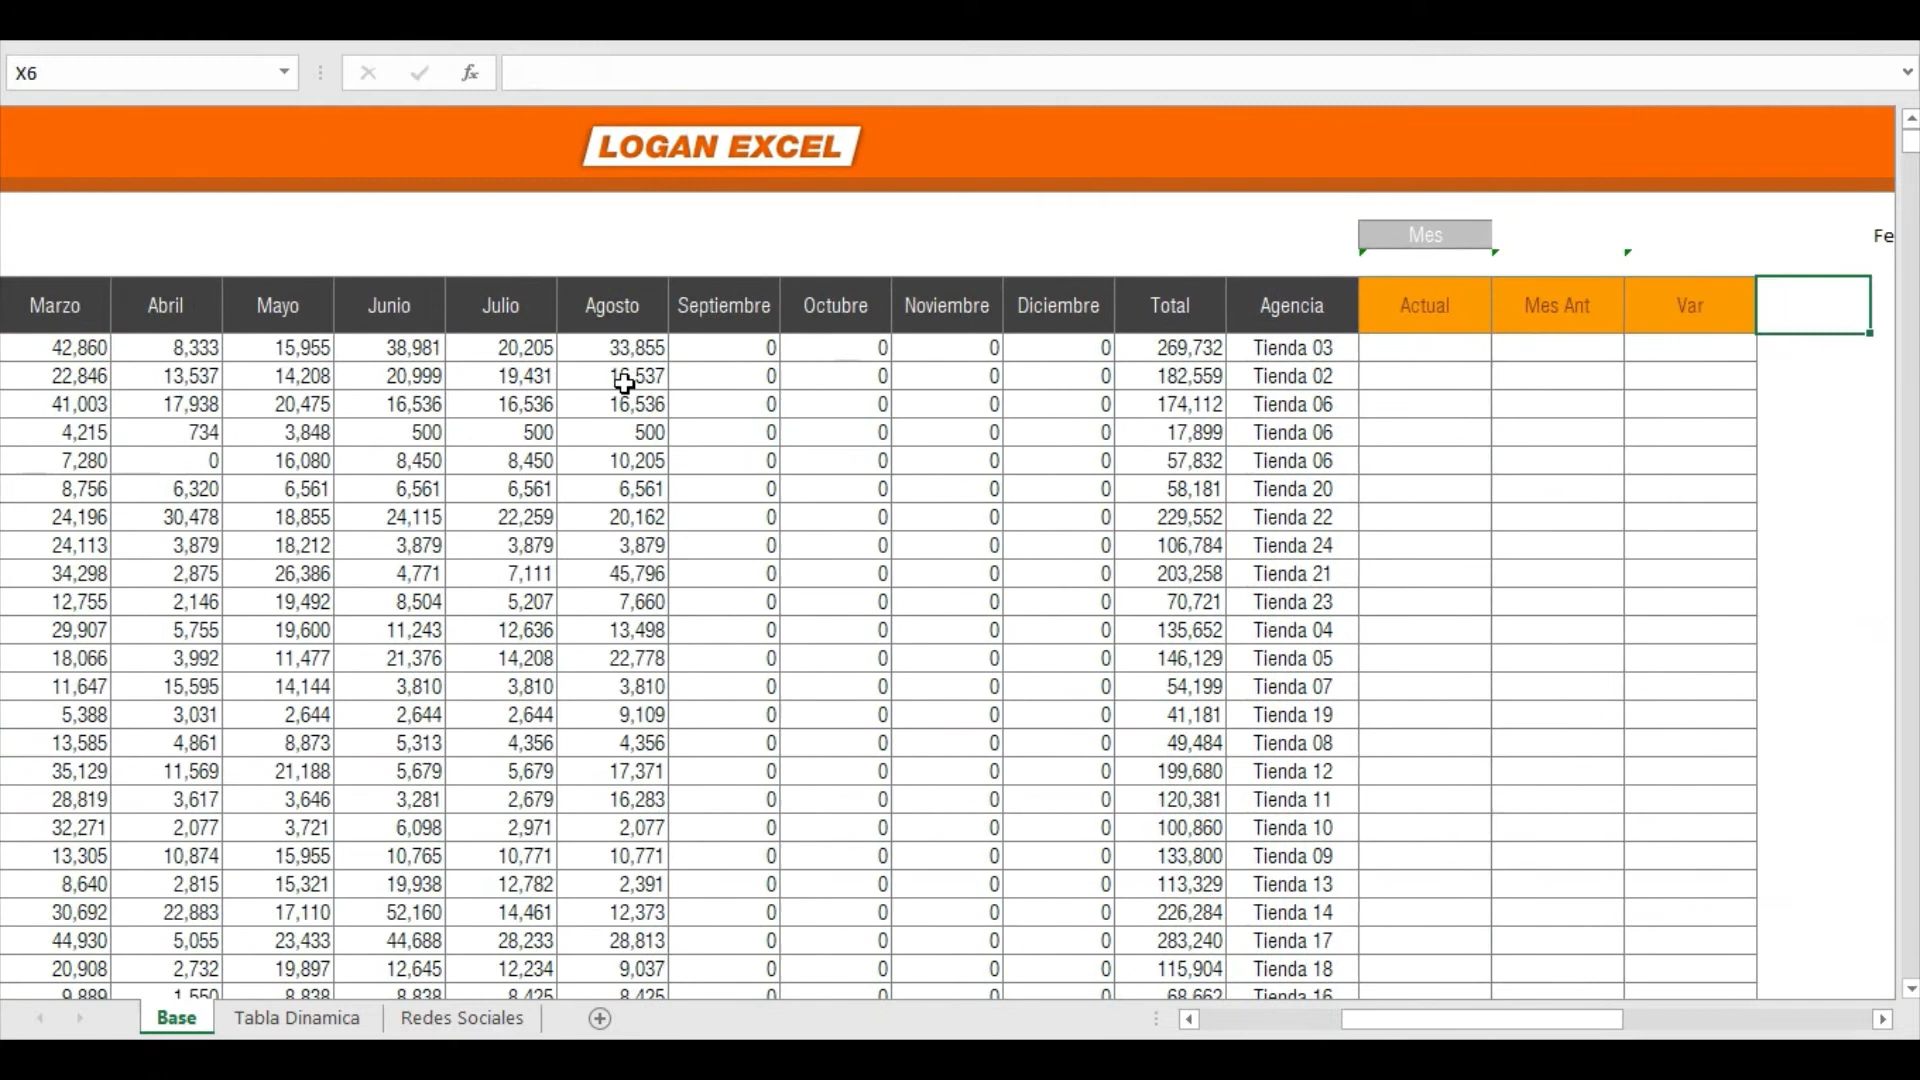 X6
fx
LOGAN EXCEL
Mes
Fe
Marzo Abril Mayo Junio Julio Agosto Septiembre Octubre Noviembre Diciembre Total Agencia Actual Mes Ant Var
42,860 8,333 15,955 38,981 20,205 33,855 0 0 0 0 269,732 Tienda 03
22,846 13,537 14,208 20,999 19,431 0 0 0 0 182,559 Tienda 02
41,003 17,938 20,475 16,536 16,536 16,536 0 0 0 0 174,112 Tienda 06
4,215 734 3,848 500 500 500 0 0 0 0 17,899 Tienda 06
7,280 0 16,080 8,450 8,450 10,205 0 0 0 0 57,832 Tienda 06
8,756 6,320 6,561 6,561 6,561 6,561 0 0 0 0 58,181 Tienda 20
24,196 30,478 18,855 24,115 22,259 20,162 0 0 0 0 229,552 Tienda 22
24,113 3,879 18,212 3,879 3,879 3,879 0 0 0 0 106,784 Tienda 24
34,298 2,875 26,386 4,771 7,111 45,796 0 0 0 0 203,258 Tienda 21
12,755 2,146 19,492 8,504 5,207 7,660 0 0 0 0 70,721 Tienda 23
29,907 5,755 19,600 11,243 12,636 13,498 0 0 0 0 135,652 Tienda 04
18,066 3,992 11,477 21,376 14,208 22,778 0 0 0 0 146,129 Tienda 05
11,647 15,595 14,144 3,810 3,810 3,810 0 0 0 0 54,199 Tienda 07
5,388 3,031 2,644 2,644 2,644 9,109 0 0 0 0 41,181 Tienda 19
13,585 4,861 8,873 5,313 4,356 4,356 0 0 0 0 49,484 Tienda 08
35,129 11,569 21,188 5,679 5,679 17,371 0 0 0 0 199,680 Tienda 12
28,819 3,617 3,646 3,281 2,679 16,283 0 0 0 0 120,381 Tienda 11
32,271 2,077 3,721 6,098 2,971 2,077 0 0 0 0 100,860 Tienda 10
13,305 10,874 15,955 10,765 10,771 10,771 0 0 0 0 133,800 Tienda 09
8,640 2,815 15,321 19,938 12,782 2,391 0 0 0 0 113,329 Tienda 13
30,692 22,883 17,110 52,160 14,461 12,373 0 0 0 0 226,284 Tienda 14
44,930 5,055 23,433 44,688 28,233 28,813 0 0 0 0 283,240 Tienda 17
20,908 2,732 19,897 12,645 12,234 9,037 0 0 0 0 115,904 Tienda 18
9,889 1,550 8,838 8,838 8,425 8,425 0 0 0 0 68,662 Tienda 16
Base Tabla Dinamica Redes Sociales